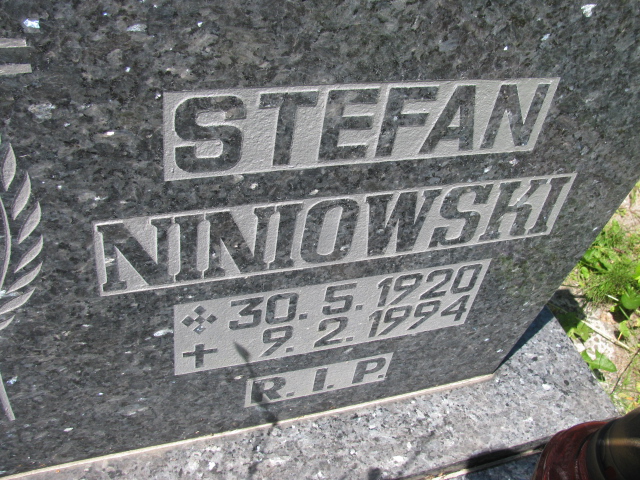 STEFAN
NINIOWSKI
30. 5. 1920
+ 9. 2. 1994
R. I. P.